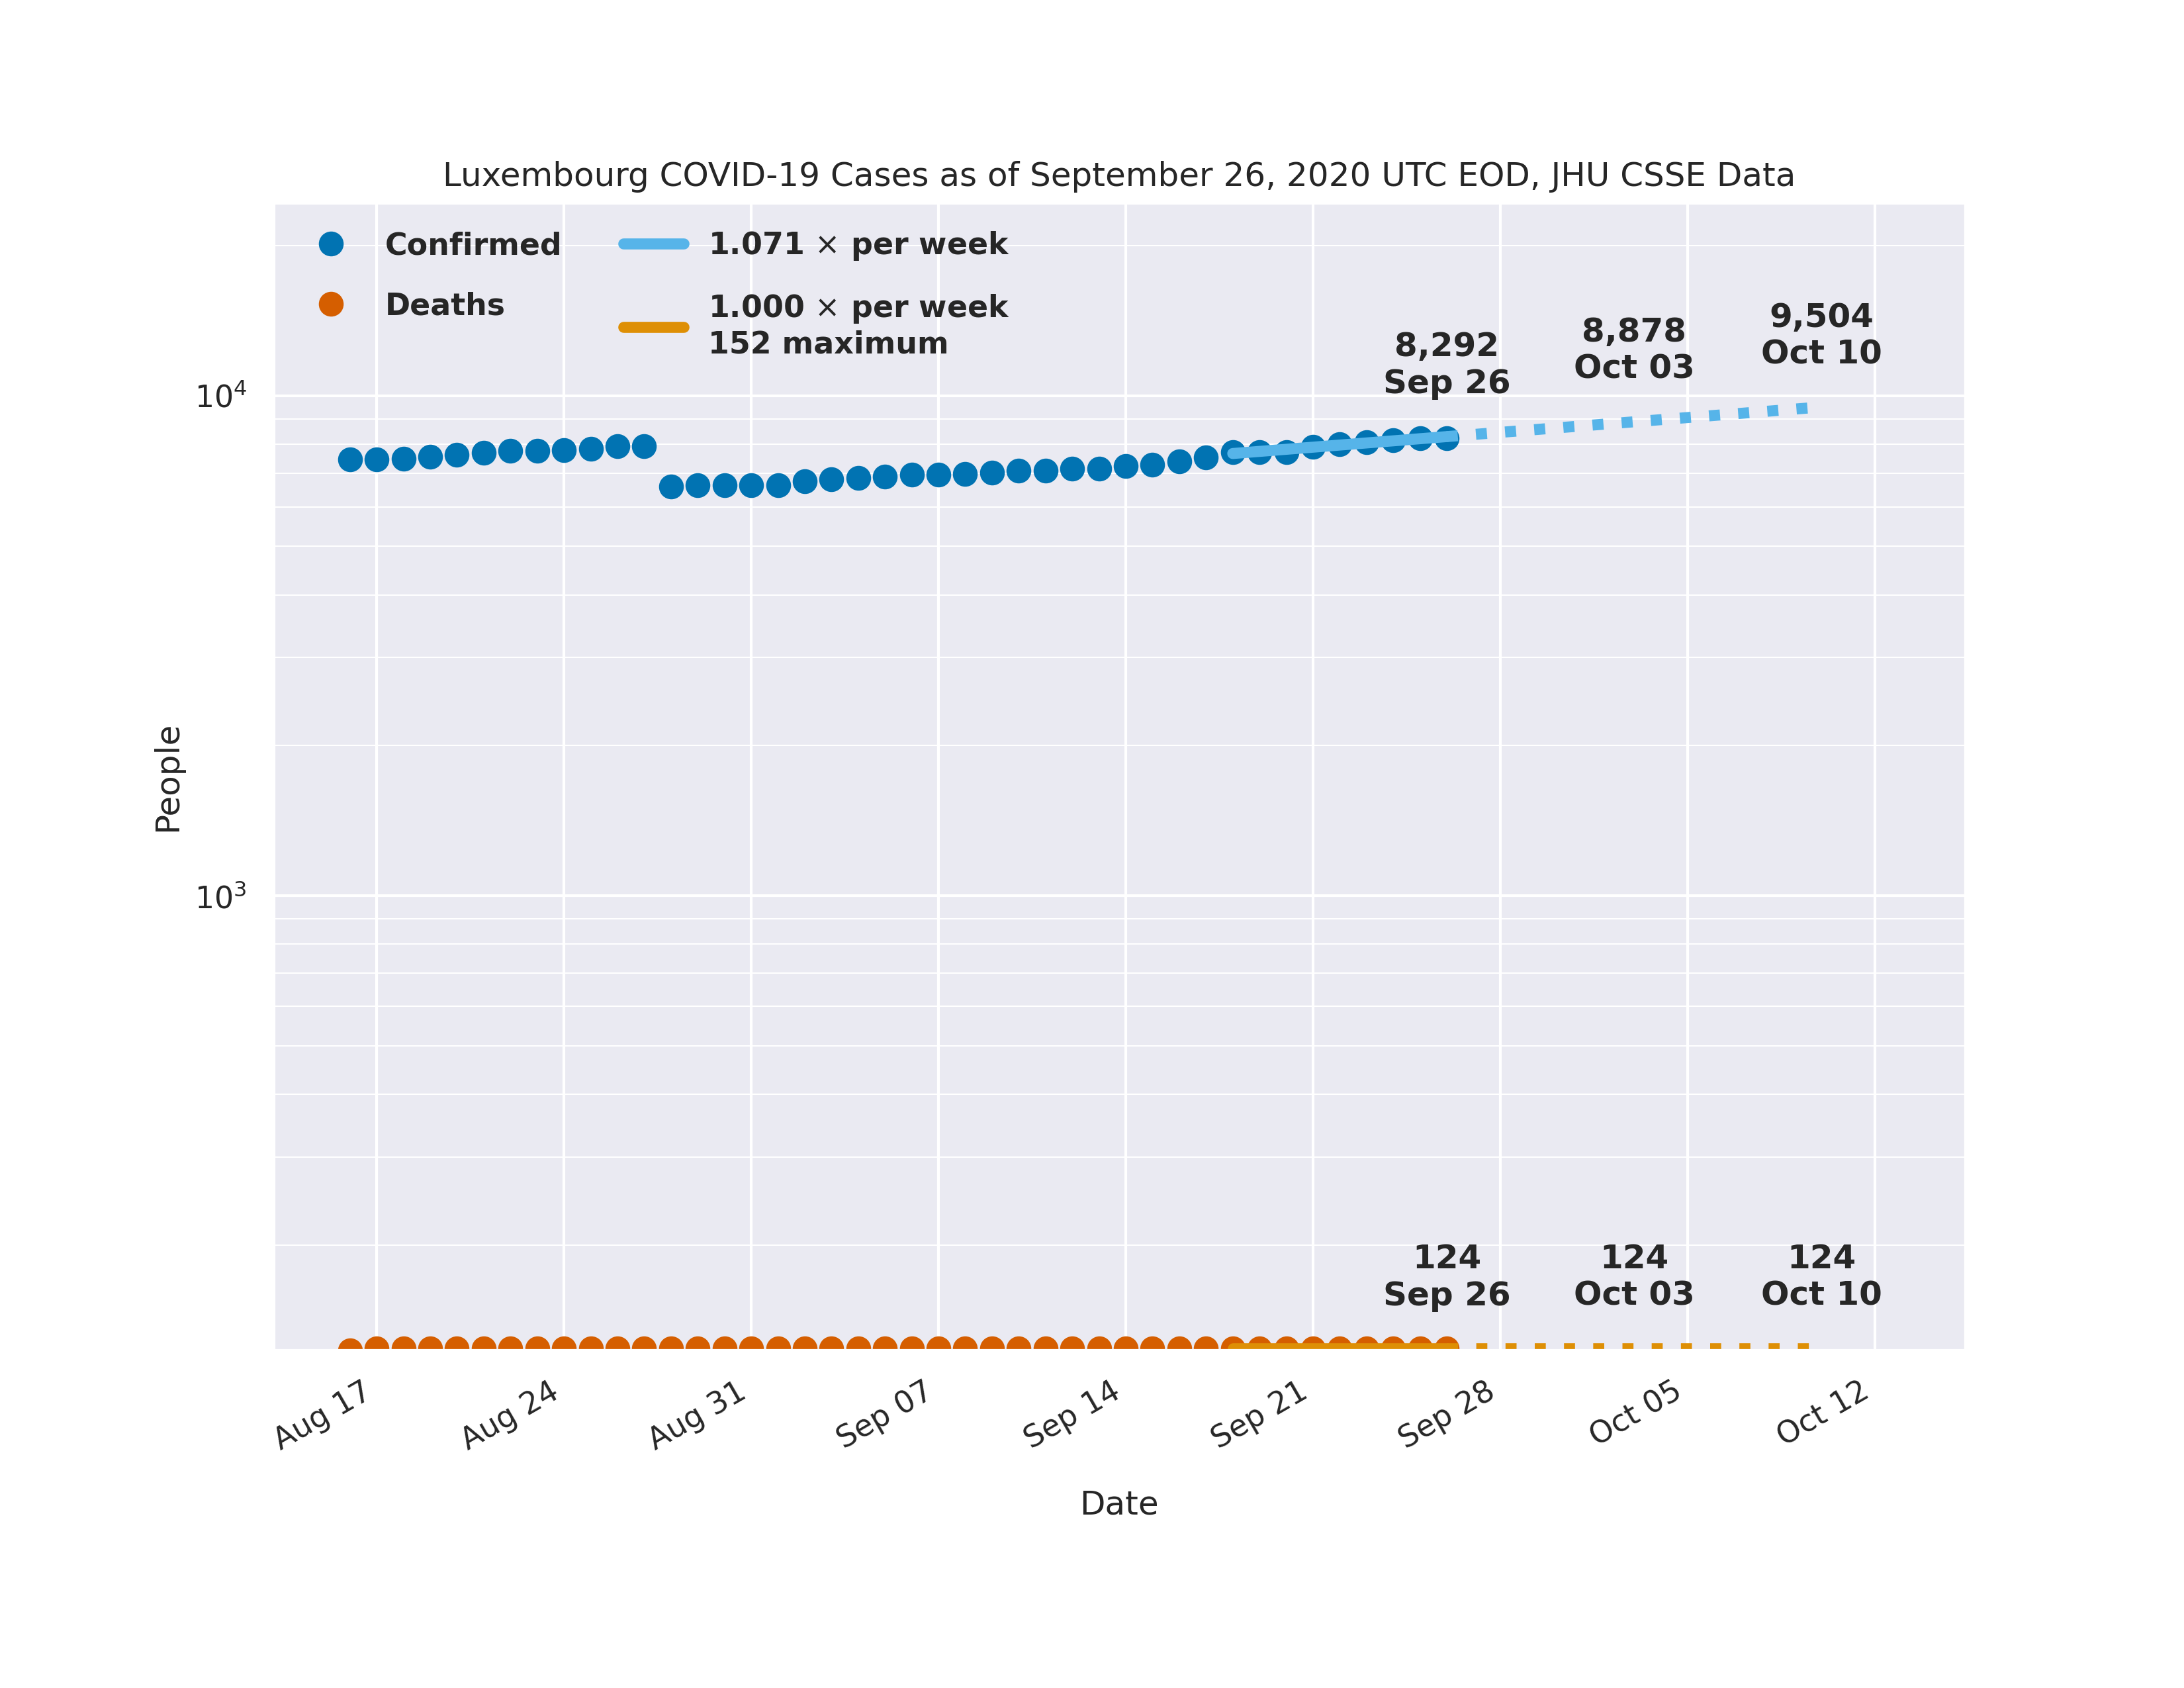 Luxembourg COVID-19 Cases as of September 26, 2020 UTC EOD, JHU CSSE Data
Confirmed
Deaths
1.071 × per week
1.000 × per week
152 maximum
8,292
Sep 26
8,878
Oct 03
9,504
Oct 10
10⁴
People
10³
124
Sep 26
124
Oct 03
124
Oct 10
Aug 17
Aug 24
Aug 31
Sep 07
Sep 14
Sep 21
Sep 28
Oct 05
Oct 12
Date